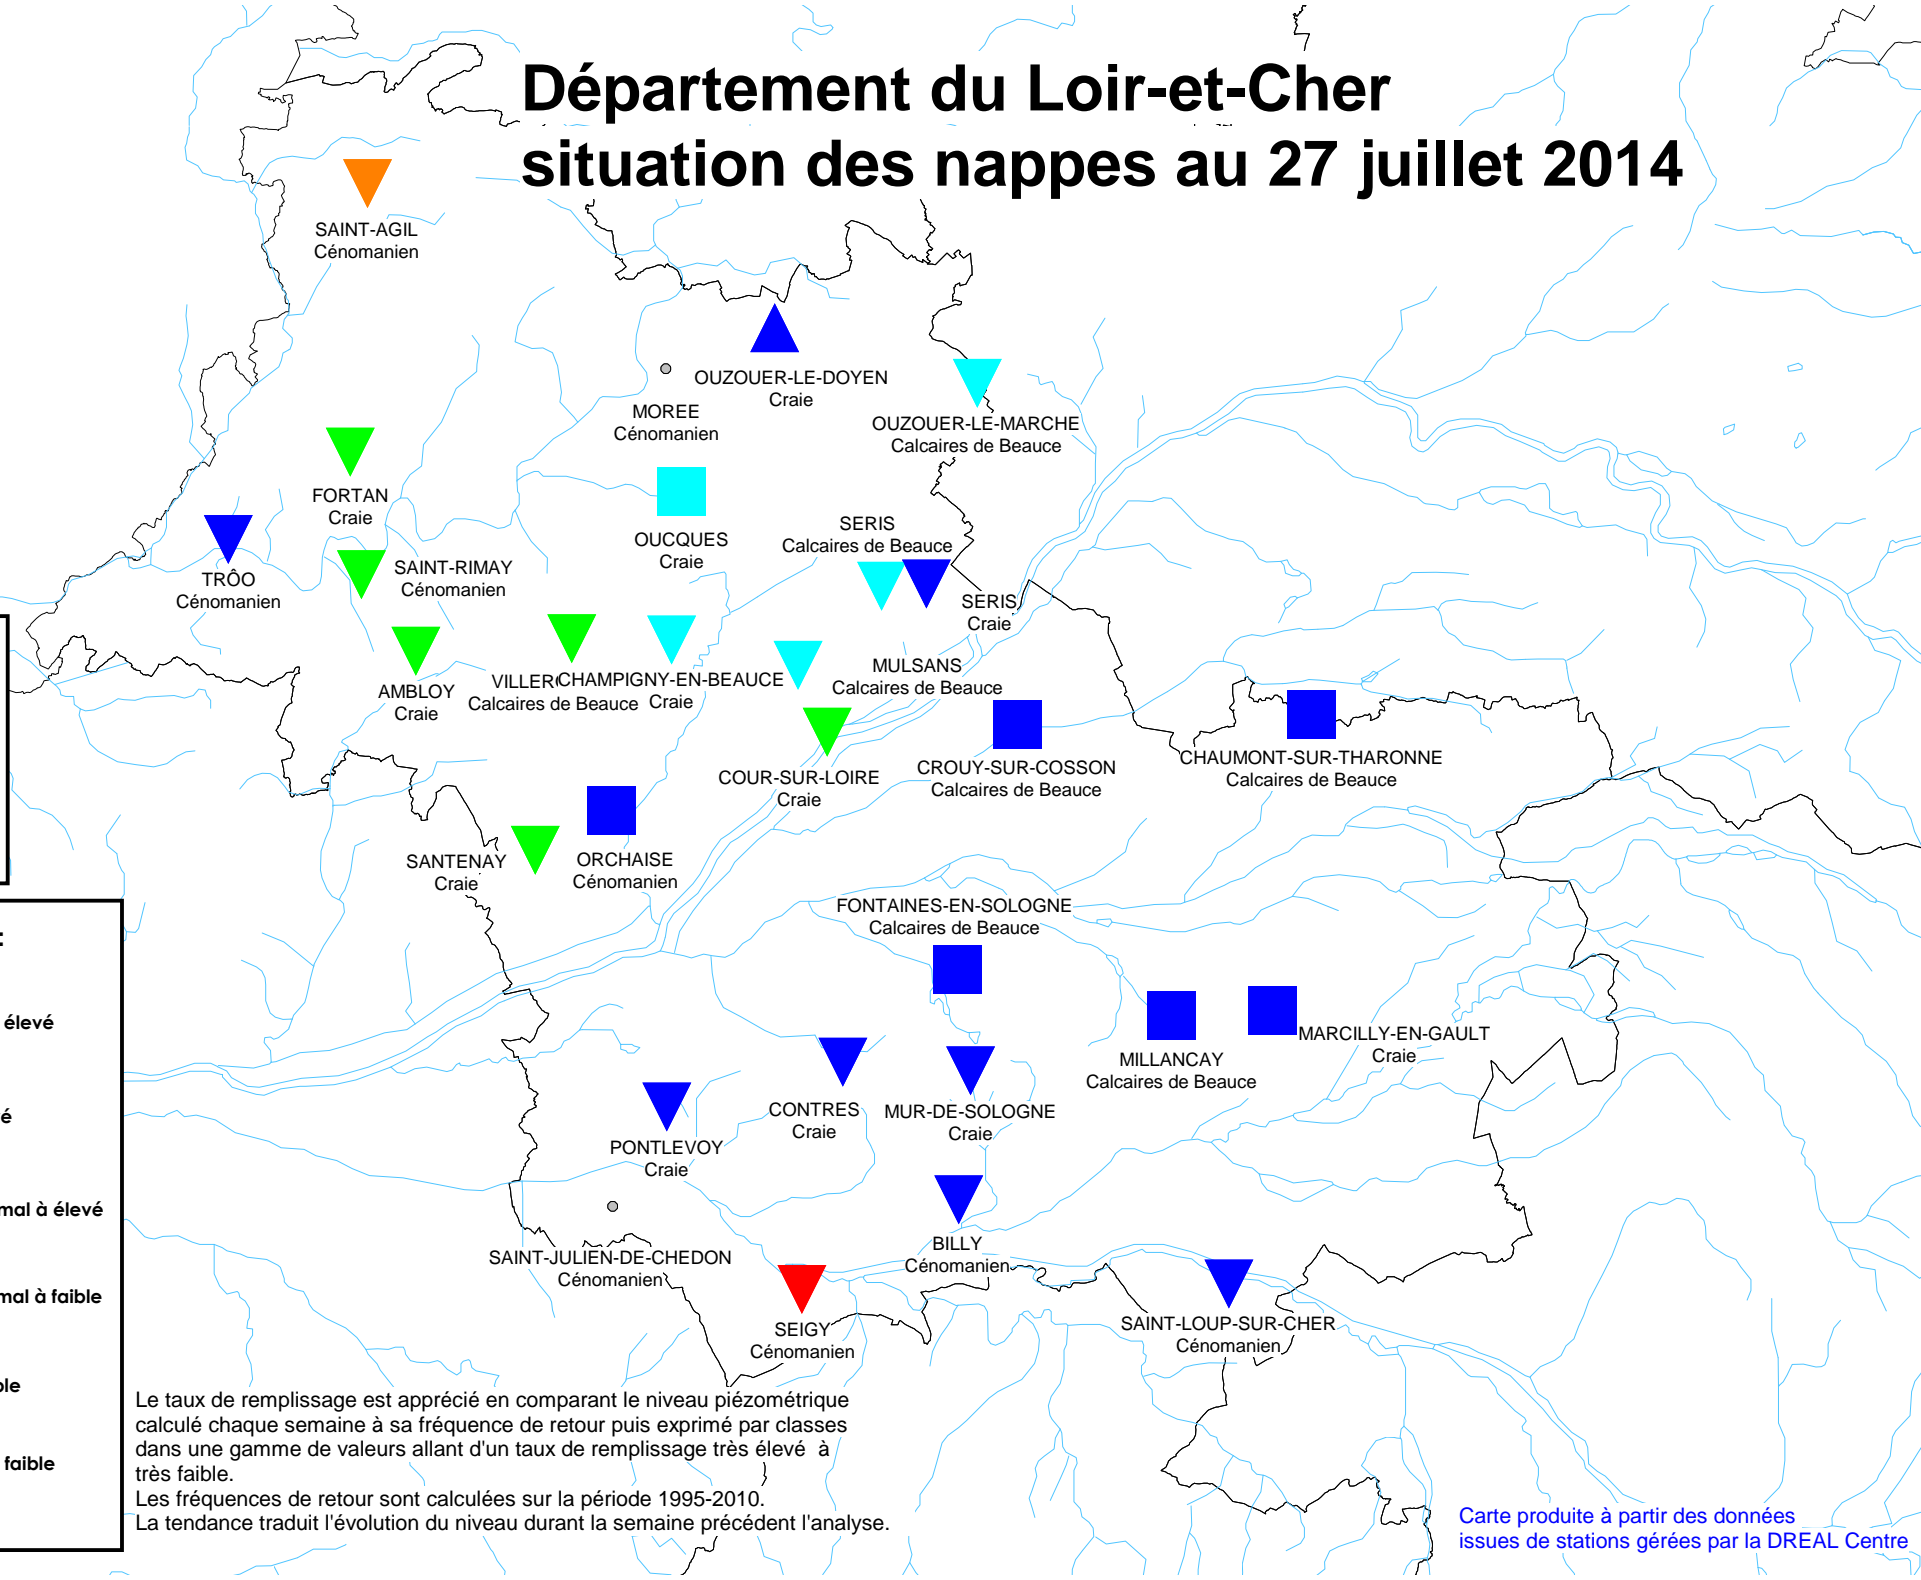 Département du Loir-et-Cher
situation des nappes au 27 juillet 2014
SAINT-AGIL
Cénomanien
OUZOUER-LE-DOYEN
Craie
MOREE
Cénomanien
OUZOUER-LE-MARCHE
Calcaires de Beauce
FORTAN
Craie
OUCQUES
Craie
SERIS
Calcaires de Beauce
TRÔO
Cénomanien
SAINT-RIMAY
Cénomanien
SERIS
Craie
AMBLOY
Craie
VILLER
Calcaires de Beauce
CHAMPIGNY-EN-BEAUCE
Craie
MULSANS
Calcaires de Beauce
COUR-SUR-LOIRE
Craie
CROUY-SUR-COSSON
Calcaires de Beauce
CHAUMONT-SUR-THARONNE
Calcaires de Beauce
SANTENAY
Craie
ORCHAISE
Cénomanien
FONTAINES-EN-SOLOGNE
Calcaires de Beauce
MARCILLY-EN-GAULT
Craie
MILLANCAY
Calcaires de Beauce
CONTRES
Craie
MUR-DE-SOLOGNE
Craie
PONTLEVOY
Craie
SAINT-JULIEN-DE-CHEDON
Cénomanien
BILLY
Cénomanien
SEIGY
Cénomanien
SAINT-LOUP-SUR-CHER
Cénomanien
:
élevé
é
mal à élevé
mal à faible
ble
faible
Le taux de remplissage est apprécié en comparant le niveau piézométrique
calculé chaque semaine à sa fréquence de retour puis exprimé par classes
dans une gamme de valeurs allant d'un taux de remplissage très élevé à
très faible.
Les fréquences de retour sont calculées sur la période 1995-2010.
La tendance traduit l'évolution du niveau durant la semaine précédent l'analyse.
Carte produite à partir des données
issues de stations gérées par la DREAL Centre